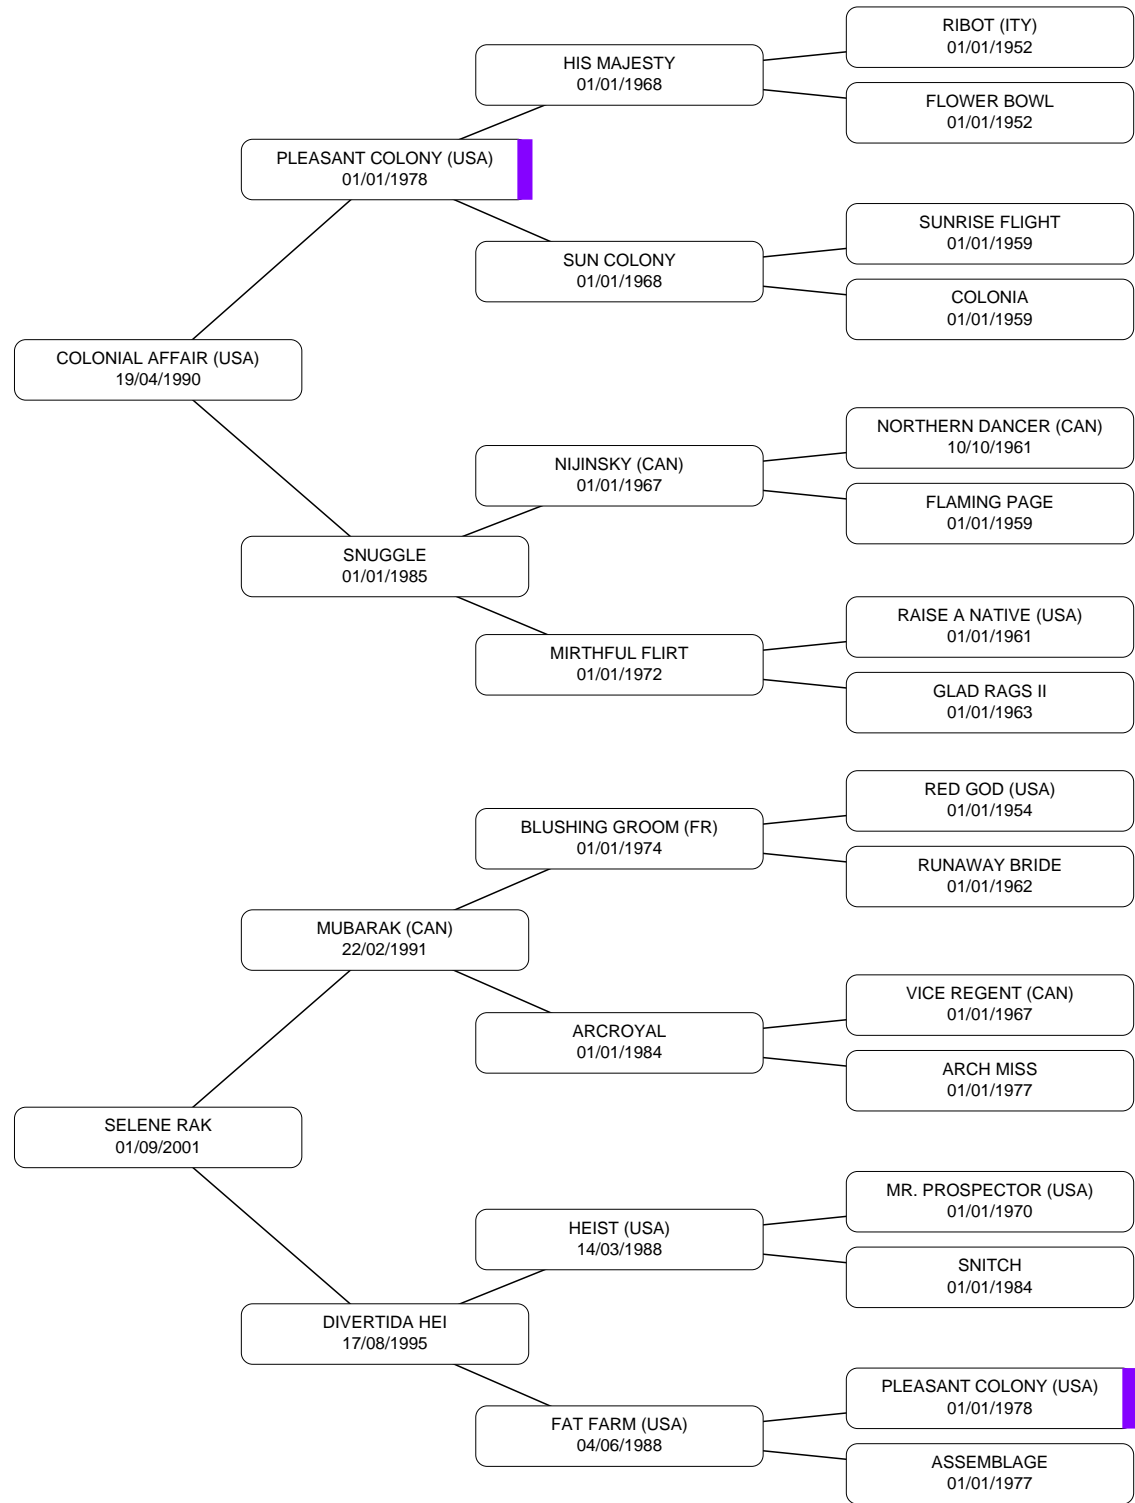 RIBOT (ITY)
01/01/1952
HIS MAJESTY
01/01/1968
FLOWER BOWL
01/01/1952
PLEASANT COLONY (USA)
01/01/1978
SUNRISE FLIGHT
01/01/1959
SUN COLONY
01/01/1968
COLONIA
01/01/1959
COLONIAL AFFAIR (USA)
19/04/1990
NORTHERN DANCER (CAN)
10/10/1961
NIJINSKY (CAN)
01/01/1967
FLAMING PAGE
01/01/1959
SNUGGLE
01/01/1985
RAISE A NATIVE (USA)
01/01/1961
MIRTHFUL FLIRT
01/01/1972
GLAD RAGS II
01/01/1963
RED GOD (USA)
01/01/1954
BLUSHING GROOM (FR)
01/01/1974
RUNAWAY BRIDE
01/01/1962
MUBARAK (CAN)
22/02/1991
VICE REGENT (CAN)
01/01/1967
ARCROYAL
01/01/1984
ARCH MISS
01/01/1977
SELENE RAK
01/09/2001
MR. PROSPECTOR (USA)
01/01/1970
HEIST (USA)
14/03/1988
SNITCH
01/01/1984
DIVERTIDA HEI
17/08/1995
PLEASANT COLONY (USA)
01/01/1978
FAT FARM (USA)
04/06/1988
ASSEMBLAGE
01/01/1977